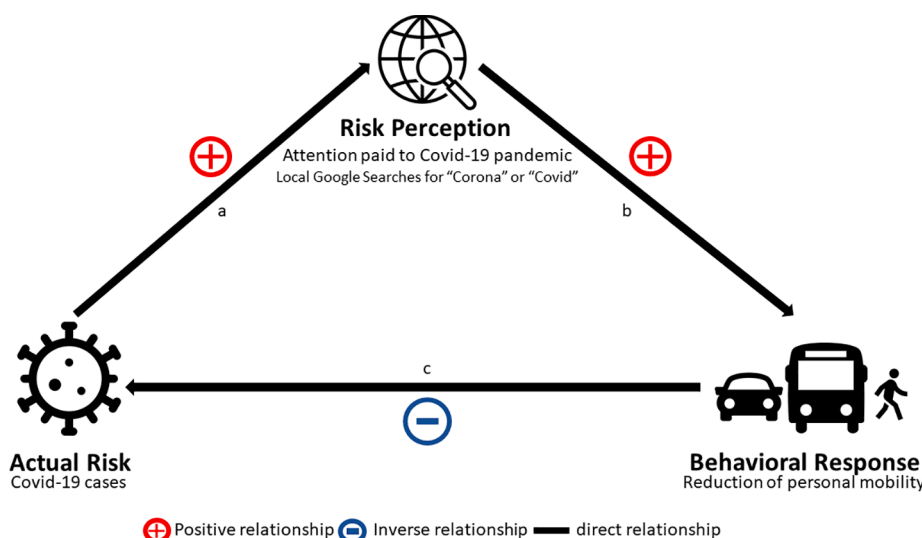 Risk Perception
Attention paid to Covid-19 pandemic
Local Google Searches for “Corona” or “Covid”
a
b
c
Actual Risk
Covid-19 cases
Behavioral Response
Reduction of personal mobility
Positive relationship
Inverse relationship
direct relationship